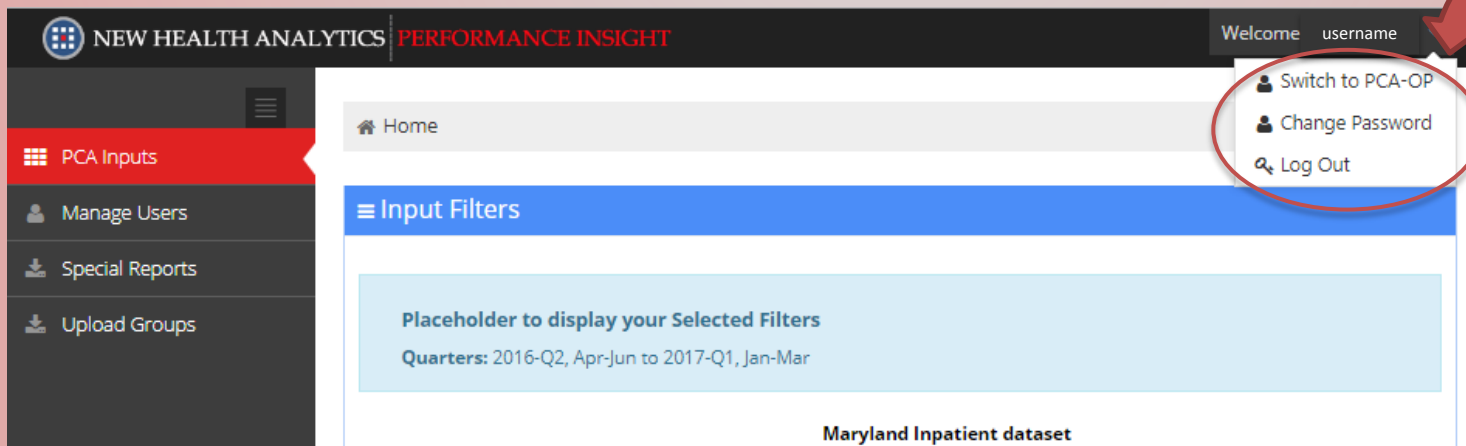 NEW HEALTH ANALYTICS PERFORMANCE INSIGHT
Welcome username
Switch to PCA-OP
Change Password
Log Out
Home
PCA Inputs
Manage Users
Special Reports
Upload Groups
Input Filters
Placeholder to display your Selected Filters
Quarters: 2016-Q2, Apr-Jun to 2017-Q1, Jan-Mar
Maryland Inpatient dataset